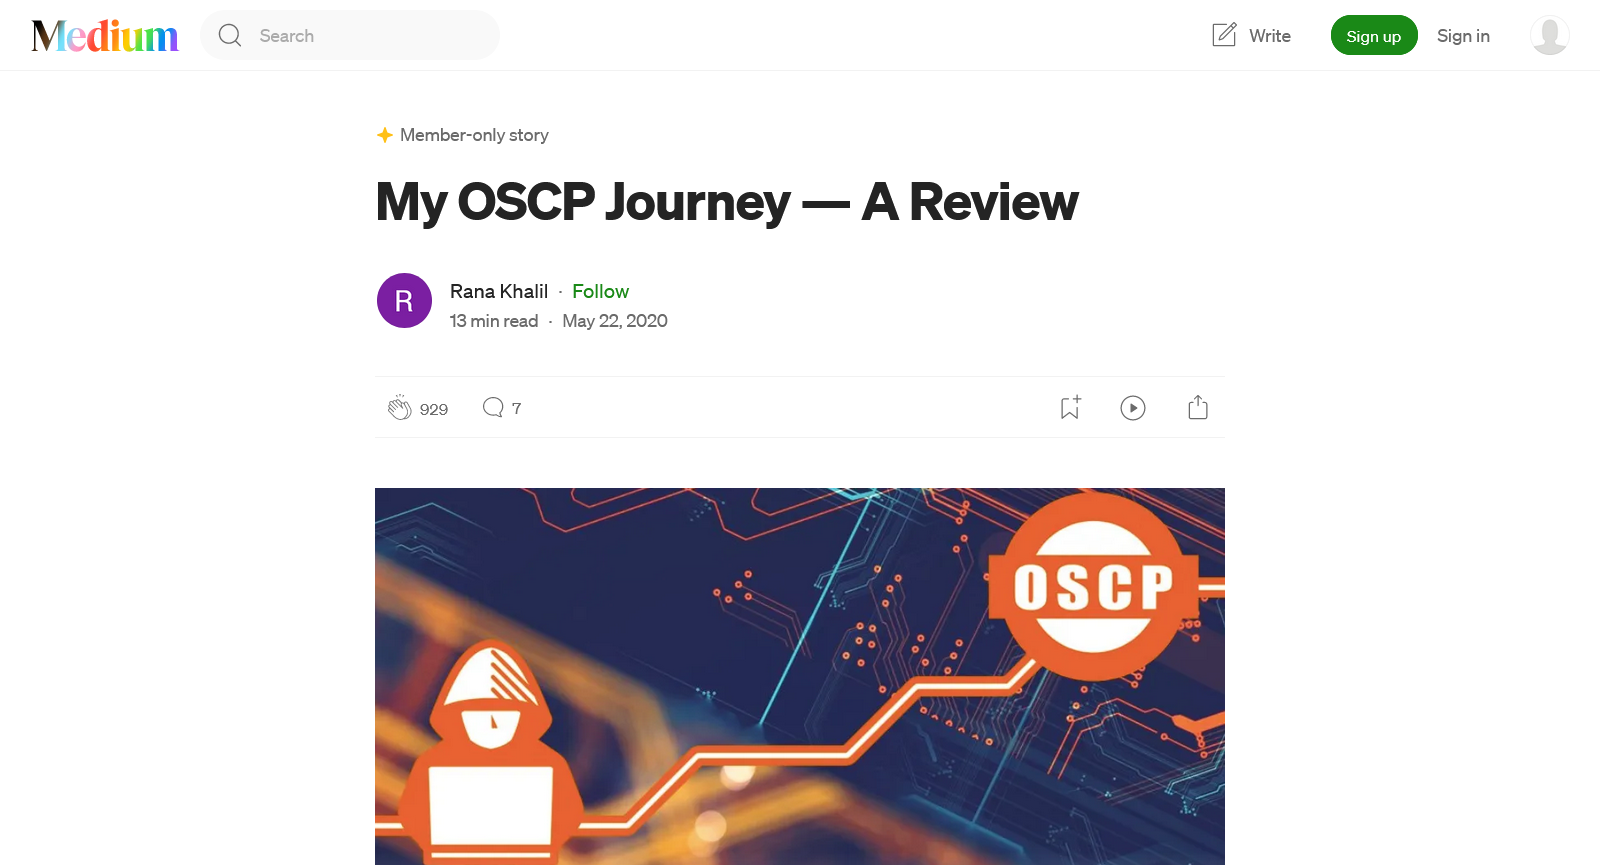 Medium
Search
Write
Sign up
Sign in
Member-only story
My OSCP Journey — A Review
R
Rana Khalil · Follow
13 min read · May 22, 2020
929
7
OSCP